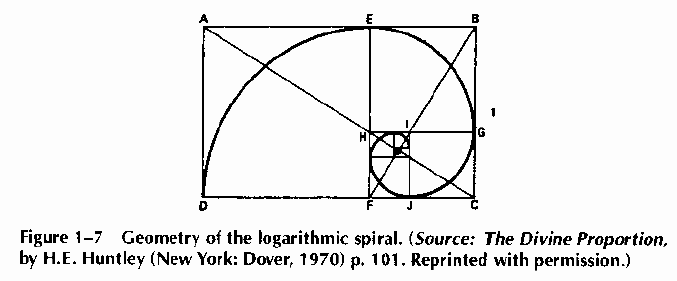 A E B
1
H I G
D F J C
Figure 1–7 Geometry of the logarithmic spiral. (Source: The Divine Proportion,
by H.E. Huntley (New York: Dover, 1970) p. 101. Reprinted with permission.)